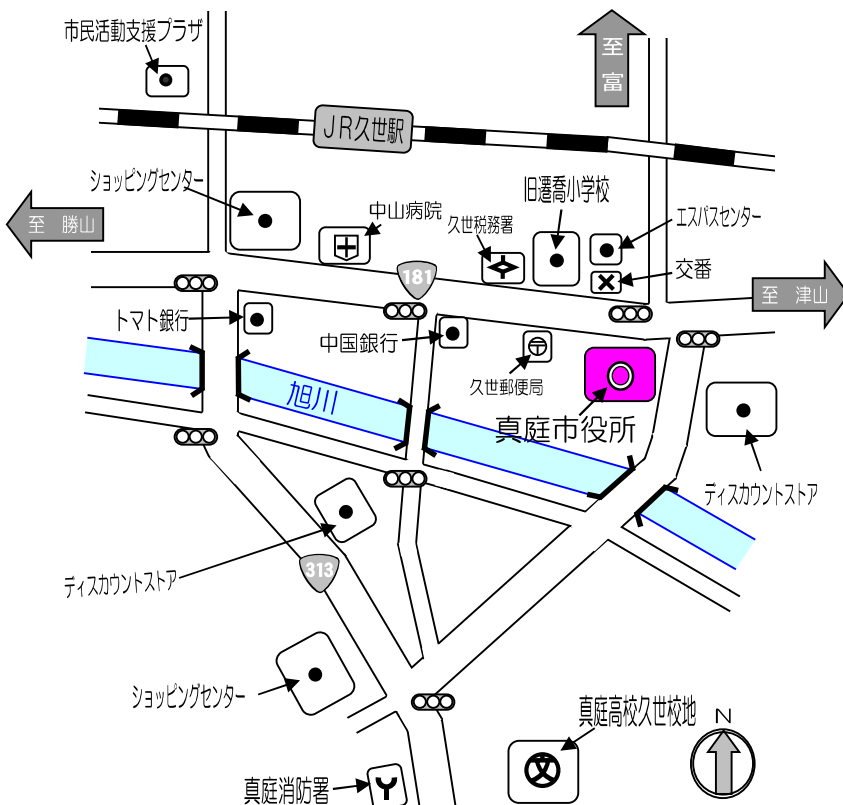 市民活動支援プラザ
至
富
JR久世駅
ショッピングセンター
中山病院
久世税務署
旧遷喬小学校
エスパスセンター
至 勝山
交番
181
至 津山
トマト銀行
中国銀行
久世郵便局
旭川
真庭市役所
ディスカウントストア
ディスカウントストア
313
ショッピングセンター
真庭高校久世校地
N
真庭消防署